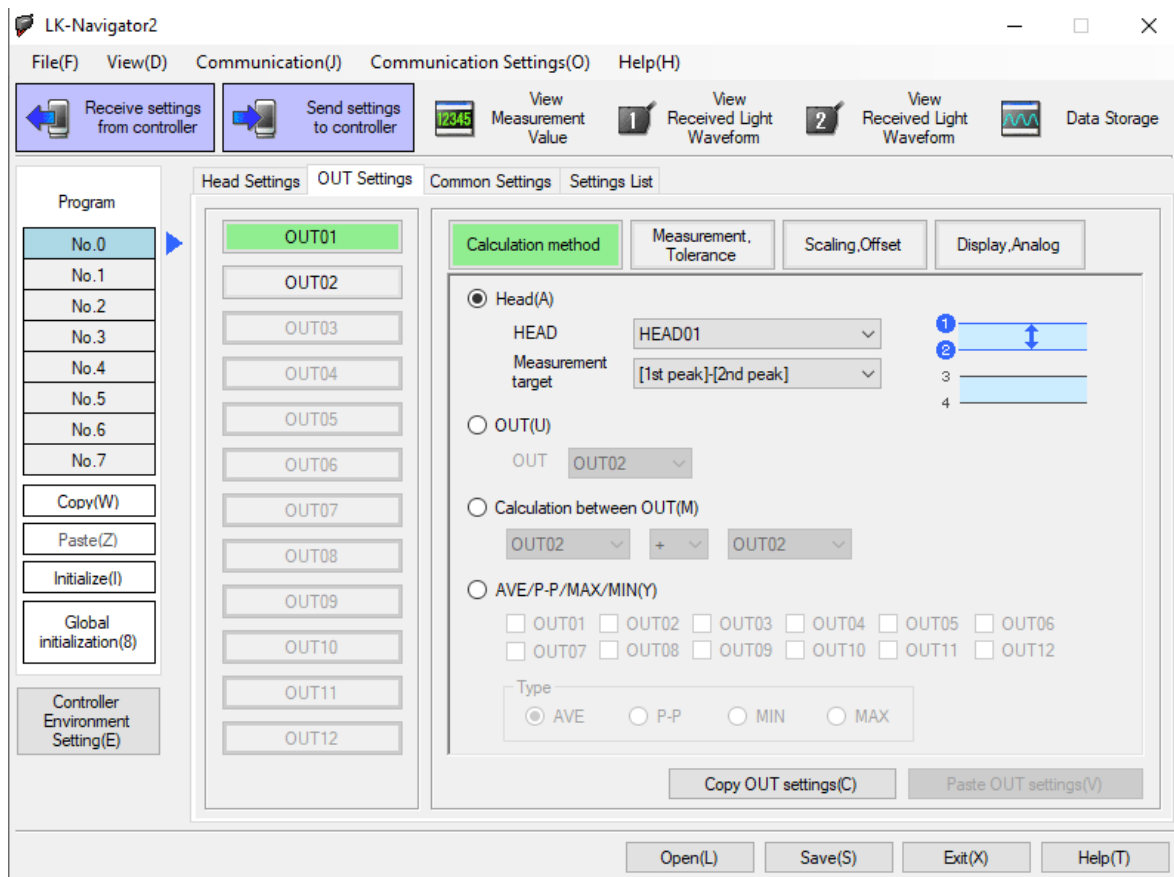 LK-Navigator2
File(F) View(D) Communication(J) Communication Settings(O) Help(H)
Receive settings
from controller
Send settings
to controller
12345
View
Measurement
Value
1
View
Received Light
Waveform
2
View
Received Light
Waveform
Data Storage
Program
No.0
No.1
No.2
No.3
No.4
No.5
No.6
No.7
Copy(W)
Paste(Z)
Initialize(I)
Global
initialization(8)
Controller
Environment
Setting(E)
Head Settings OUT Settings Common Settings Settings List
OUT01
OUT02
OUT03
OUT04
OUT05
OUT06
OUT07
OUT08
OUT09
OUT10
OUT11
OUT12
Calculation method
Measurement,
Tolerance
Scaling,Offset
Display,Analog
Head(A)
HEAD HEAD01
Measurement
target
[1st peak]-[2nd peak]
1
2
3
4
OUT(U)
OUT OUT02
Calculation between OUT(M)
OUT02 + OUT02
AVE/P-P/MAX/MIN(Y)
OUT01 OUT02 OUT03 OUT04 OUT05 OUT06
OUT07 OUT08 OUT09 OUT10 OUT11 OUT12
Type
AVE P-P MIN MAX
Copy OUT settings(C) Paste OUT settings(V)
Open(L) Save(S) Exit(X) Help(T)